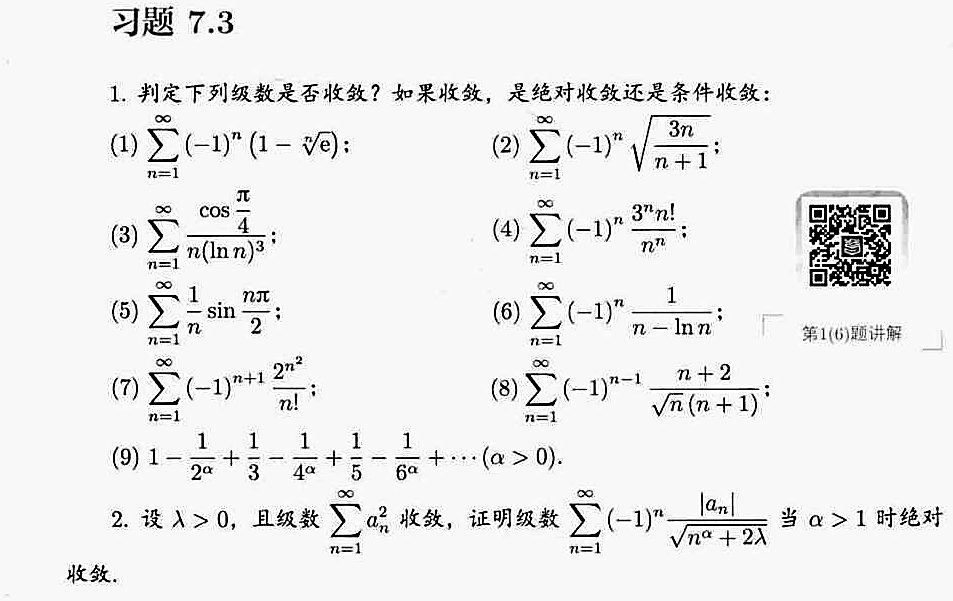 习题 7.3
1. 判定下列级数是否收敛？如果收敛，是绝对收敛还是条件收敛：
(1) $\sum_{n=1}^{\infty}(-1)^n\left(1-\sqrt[n]{\mathrm{e}}\right)$； (2) $\sum_{n=1}^{\infty}(-1)^n\sqrt{\frac{3n}{n+1}}$；
(3) $\sum_{n=1}^{\infty}\frac{\cos\frac{\pi}{4}}{n(\ln n)^3}$； (4) $\sum_{n=1}^{\infty}(-1)^n\frac{3^n n!}{n^n}$；
(5) $\sum_{n=1}^{\infty}\frac{1}{n}\sin\frac{n\pi}{2}$； (6) $\sum_{n=1}^{\infty}(-1)^n\frac{1}{n-\ln n}$；
第1(6)题讲解
(7) $\sum_{n=1}^{\infty}(-1)^{n+1}\frac{2^{n^2}}{n!}$； (8) $\sum_{n=1}^{\infty}(-1)^{n-1}\frac{n+2}{\sqrt{n}(n+1)}$；
(9) $1-\frac{1}{2^\alpha}+\frac{1}{3}-\frac{1}{4^\alpha}+\frac{1}{5}-\frac{1}{6^\alpha}+\cdots(\alpha>0)$.
2. 设 $\lambda>0$，且级数 $\sum_{n=1}^{\infty}a_n^2$ 收敛，证明级数 $\sum_{n=1}^{\infty}(-1)^n\frac{|a_n|}{\sqrt{n^\alpha+2\lambda}}$ 当 $\alpha>1$ 时绝对
收敛.